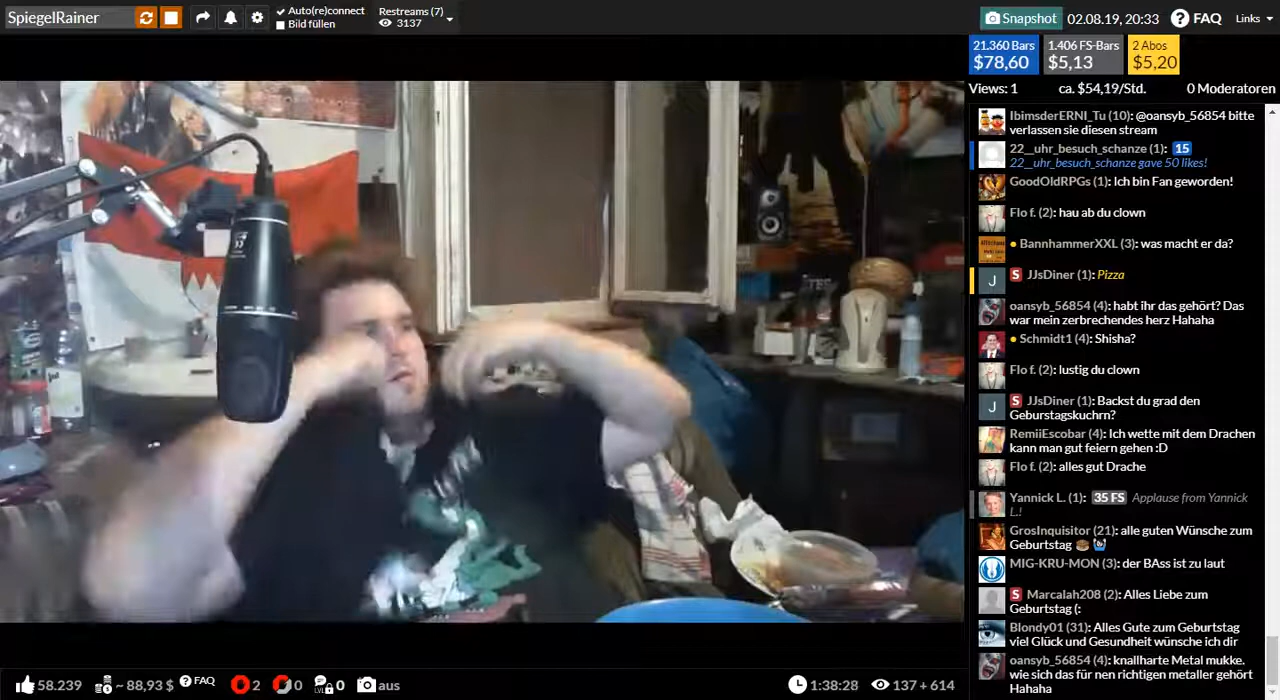 SpiegelRainer
Auto(re)connect
Bild füllen
Restreams (7)
3137
Snapshot
02.08.19, 20:33
FAQ
Links
21.360 Bars
$78,60
1.406 FS-Bars
$5,13
2 Abos
$5,20
Views: 1
ca. $54,19/Std.
0 Moderatoren
IbimsderERNI_Tu (10): @oansyb_56854 bitte
verlassen sie diesen stream
22__uhr_besuch_schanze (1): 15
22__uhr_besuch_schanze gave 50 likes!
GoodOldRPGs (1): Ich bin Fan geworden!
Flo f. (2): hau ab du clown
BannhammerXXL (3): was macht er da?
J
S JJsDiner (1): Pizza
oansyb_56854 (4): habt ihr das gehört? Das
war mein zerbrechendes herz Hahaha
Schmidt1 (4): Shisha?
Flo f. (2): lustig du clown
J
S JJsDiner (1): Backst du grad den
Geburstagskuchrn?
RemiiEscobar (4): Ich wette mit dem Drachen
kann man gut feiern gehen :D
Flo f. (2): alles gut Drache
Yannick L. (1): 35 FS Applause from Yannick
L.!
GrosInquisitor (21): alle guten Wünsche zum
Geburtstag
MIG-KRU-MON (3): der BAss ist zu laut
S Marcalah208 (2): Alles Liebe zum
Geburtstag (:
Blondy01 (31): Alles Gute zum Geburtstag
viel Glück und Gesundheit wünsche ich dir
oansyb_56854 (4): knallharte Metal mukke.
wie sich das für nen richtigen metaller gehört
Hahaha
58.239
~ 88,93 $
FAQ
2
0
LVL
0
aus
1:38:28
137 + 614